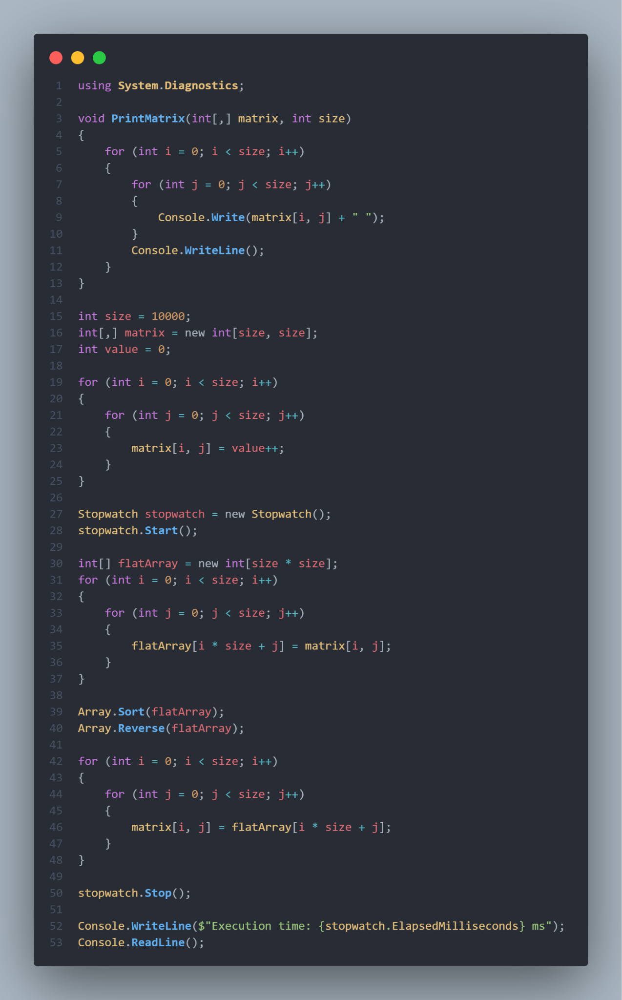 1 using System.Diagnostics;
2
3 void PrintMatrix(int[,] matrix, int size)
4 {
5     for (int i = 0; i < size; i++)
6     {
7         for (int j = 0; j < size; j++)
8         {
9             Console.Write(matrix[i, j] + " ");
10         }
11         Console.WriteLine();
12     }
13 }
14
15 int size = 10000;
16 int[,] matrix = new int[size, size];
17 int value = 0;
18
19 for (int i = 0; i < size; i++)
20 {
21     for (int j = 0; j < size; j++)
22     {
23         matrix[i, j] = value++;
24     }
25 }
26
27 Stopwatch stopwatch = new Stopwatch();
28 stopwatch.Start();
29
30 int[] flatArray = new int[size * size];
31 for (int i = 0; i < size; i++)
32 {
33     for (int j = 0; j < size; j++)
34     {
35         flatArray[i * size + j] = matrix[i, j];
36     }
37 }
38
39 Array.Sort(flatArray);
40 Array.Reverse(flatArray);
41
42 for (int i = 0; i < size; i++)
43 {
44     for (int j = 0; j < size; j++)
45     {
46         matrix[i, j] = flatArray[i * size + j];
47     }
48 }
49
50 stopwatch.Stop();
51
52 Console.WriteLine($"Execution time: {stopwatch.ElapsedMilliseconds} ms");
53 Console.ReadLine();